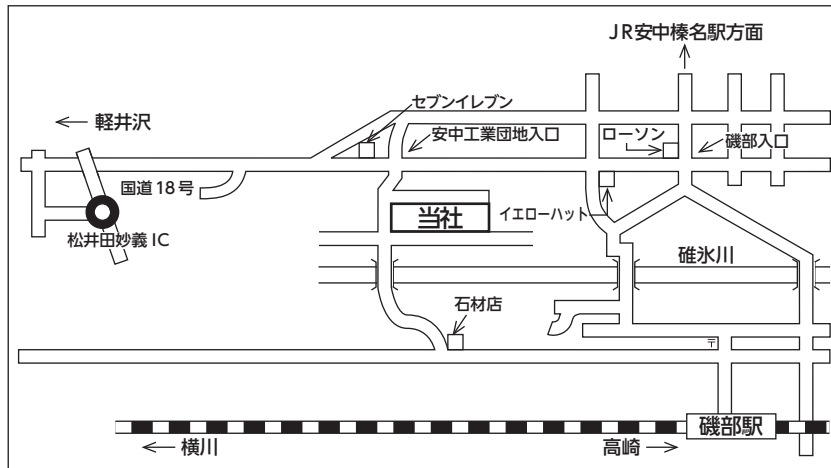 JR安中榛名駅方面
セブンイレブン
軽井沢
安中工業団地入口
ローソン
磯部入口
国道18号
当社
イエローハット
松井田妙義IC
碓氷川
石材店
〒
磯部駅
横川
高崎